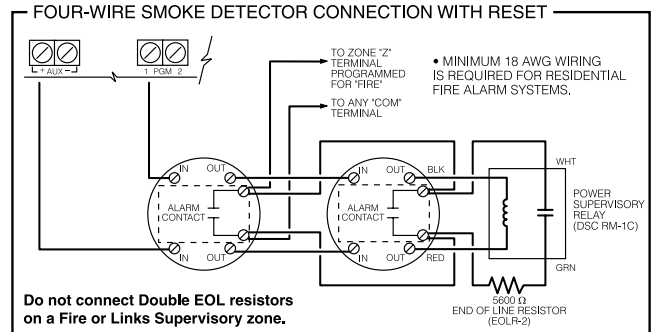 FOUR-WIRE SMOKE DETECTOR CONNECTION WITH RESET
+ AUX –
1 PGM 2
TO ZONE "Z"
TERMINAL
PROGRAMMED
FOR "FIRE"
TO ANY "COM"
TERMINAL
• MINIMUM 18 AWG WIRING
IS REQUIRED FOR RESIDENTIAL
FIRE ALARM SYSTEMS.
IN
OUT
ALARM
CONTACT
IN
OUT
IN
OUT
ALARM
CONTACT
IN
OUT
BLK
RED
WHT
POWER
SUPERVISORY
RELAY
(DSC RM-1C)
GRN
5600 Ω
END OF LINE RESISTOR
(EOLR-2)
Do not connect Double EOL resistors
on a Fire or Links Supervisory zone.